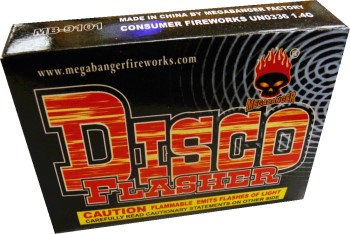 MB-9101
MADE IN CHINA BY MEGABANGER FACTORY
CONSUMER FIREWORKS UN0336 1.4G
www.megabangerfireworks.com
®
MEGABANGER
DISCO
FLASHER
CAUTION FLAMMABLE EMITS FLASHES OF LIGHT
CAREFULLY READ CAUTIONARY STATEMENTS ON OTHER SIDE